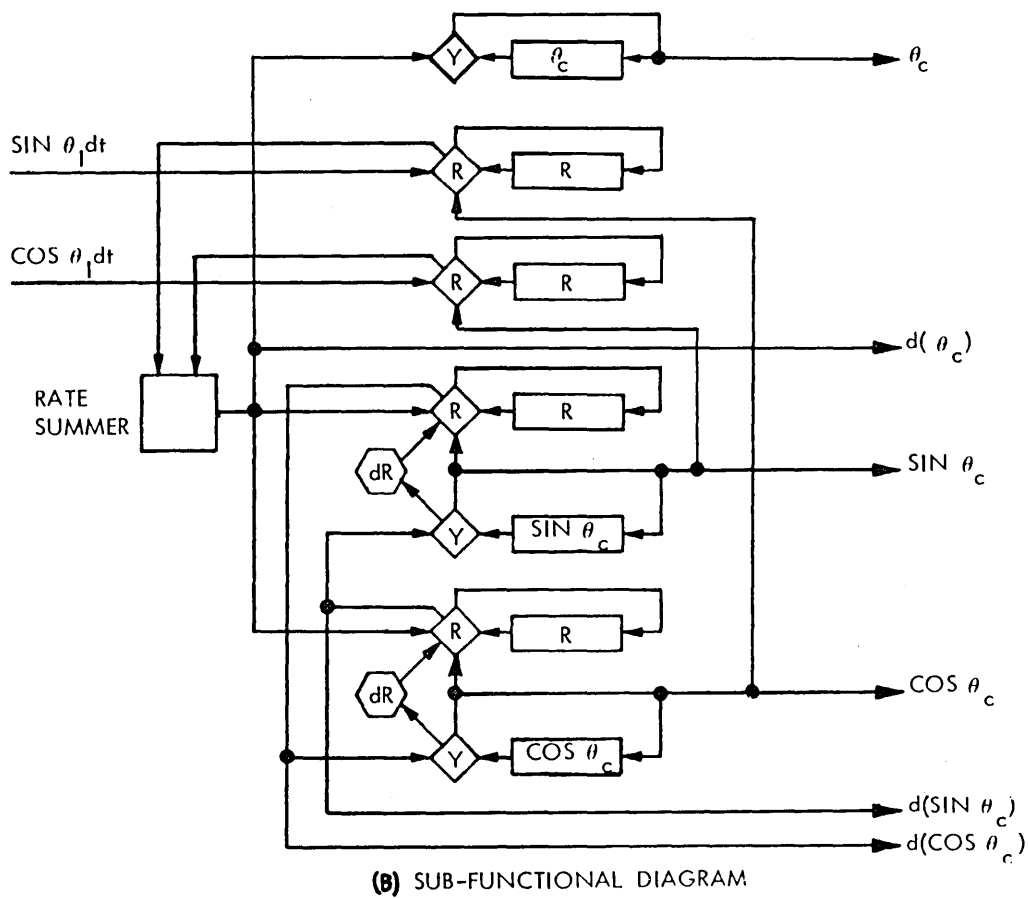 Y
θc
θc
SIN θ1dt
R
R
COS θ1dt
R
R
d(θc)
RATE
SUMMER
R
R
dR
SIN θc
Y
SIN θc
R
R
dR
COS θc
Y
COS θc
d(SIN θc)
d(COS θc)
(B) SUB-FUNCTIONAL DIAGRAM